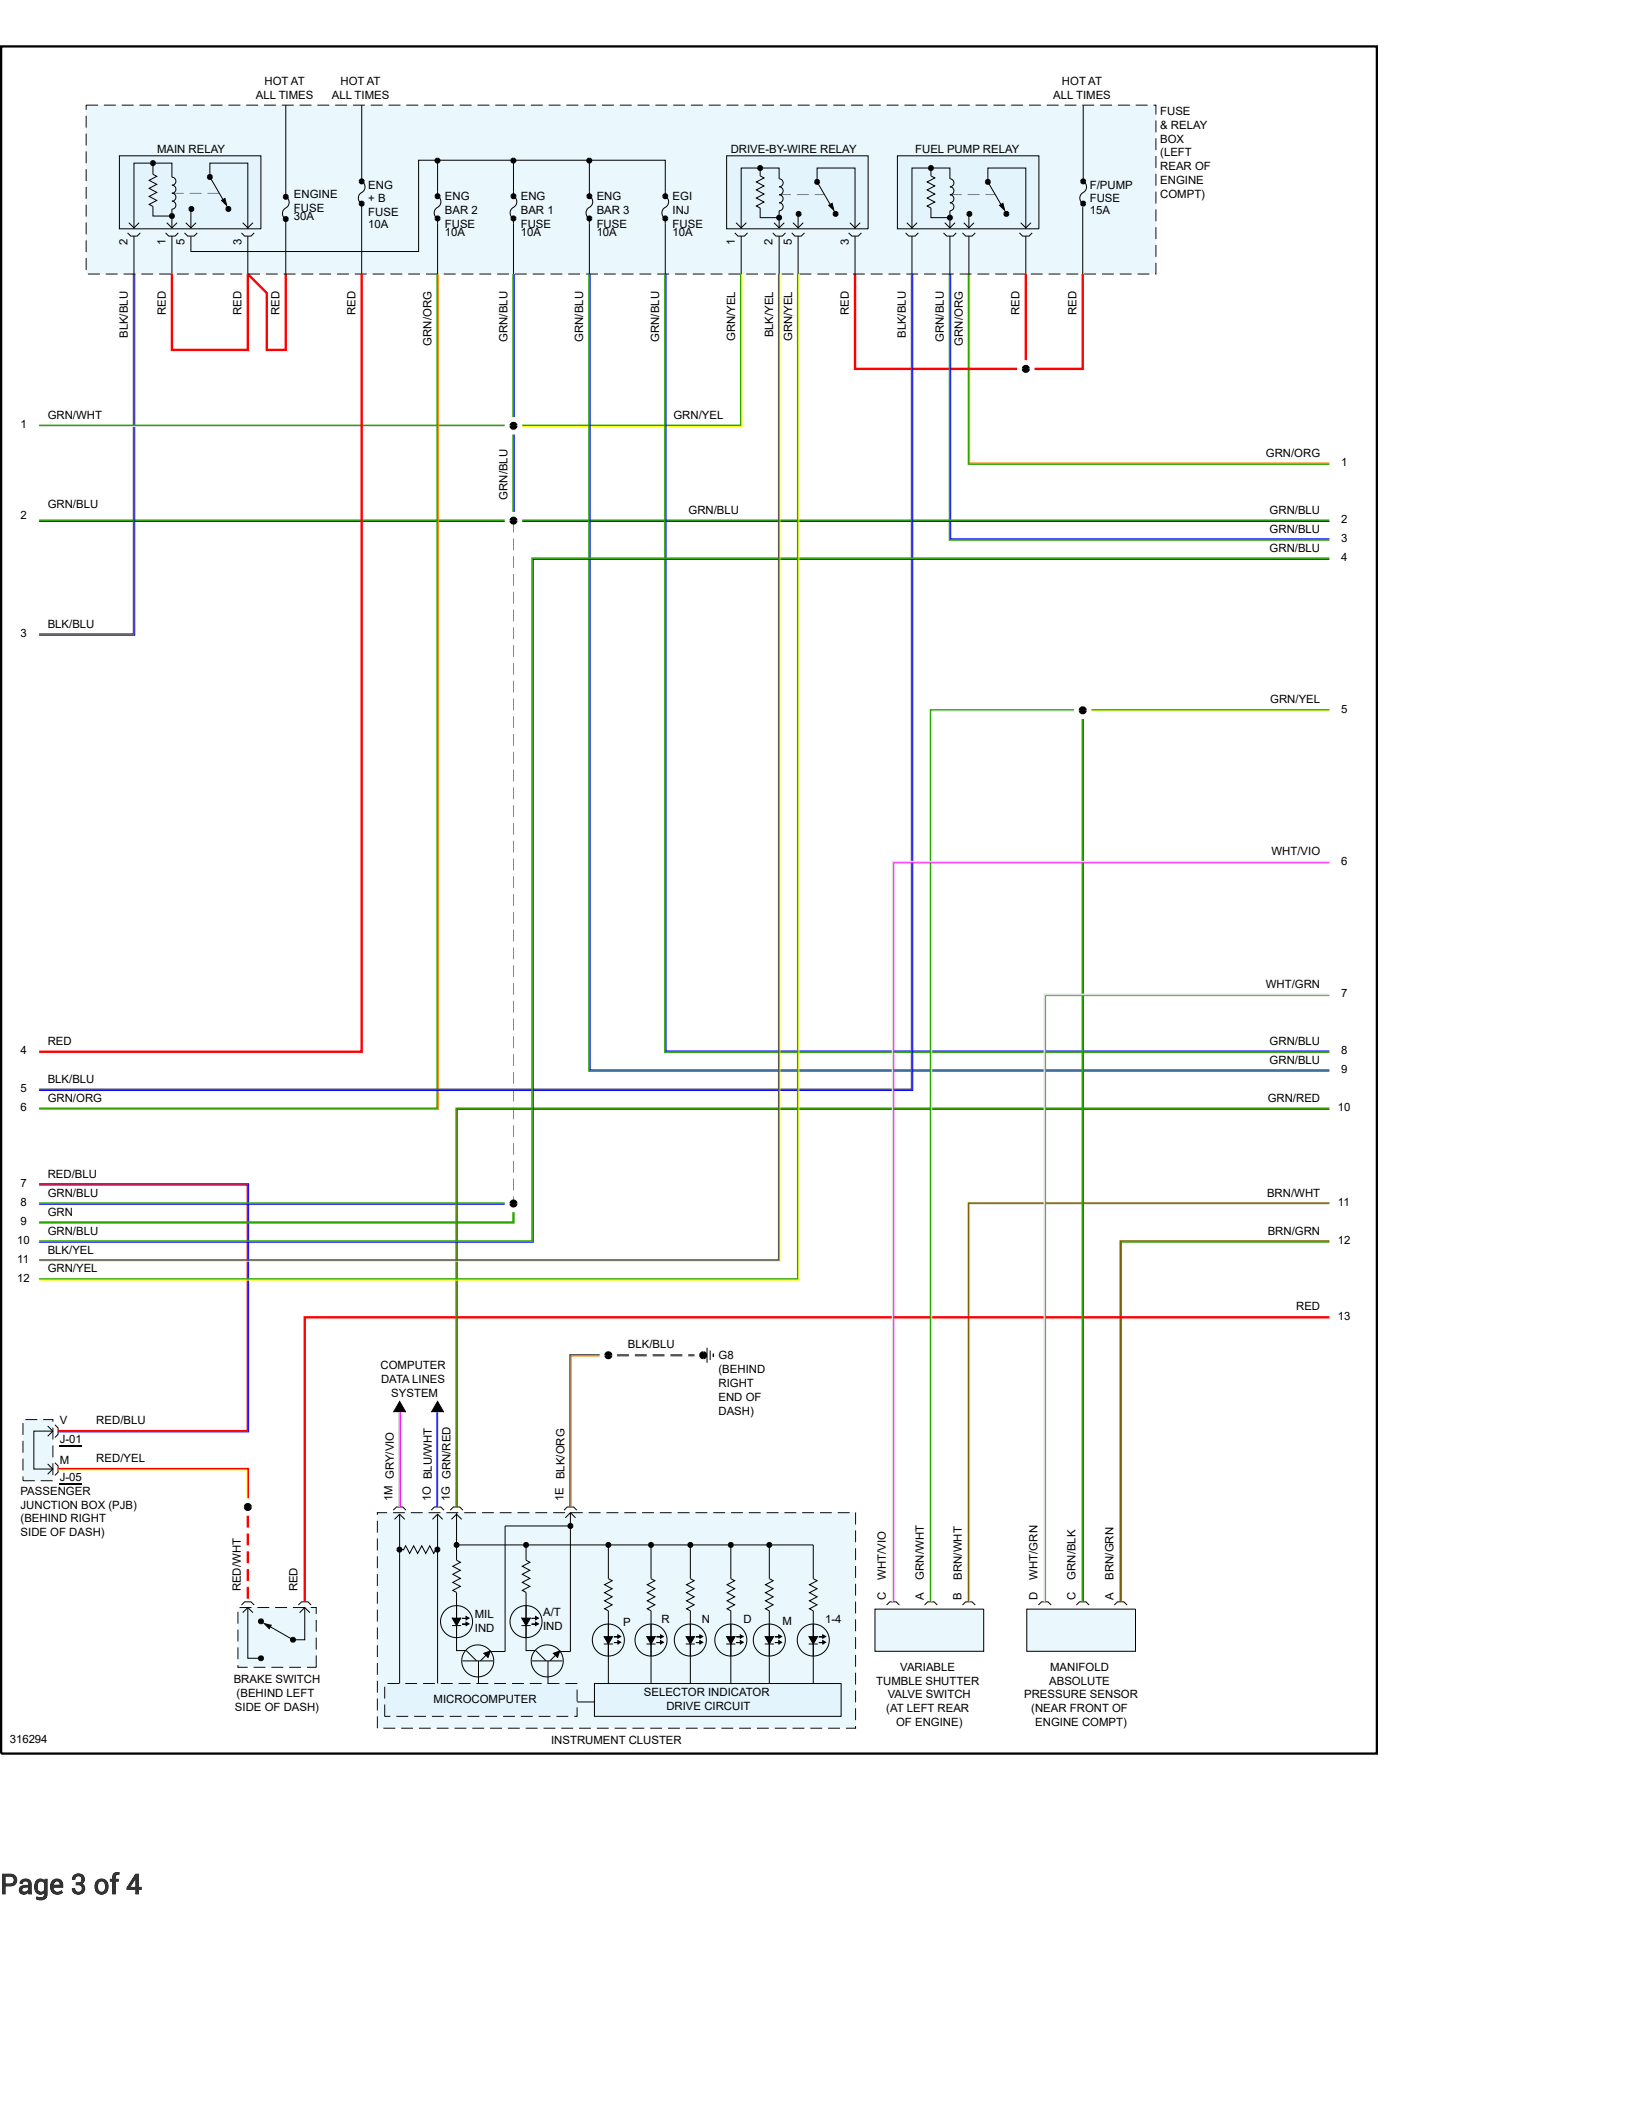 HOT AT
ALL TIMES
HOT AT
ALL TIMES
HOT AT
ALL TIMES
FUSE
& RELAY
BOX
(LEFT
REAR OF
ENGINE
COMPT)
MAIN RELAY
DRIVE-BY-WIRE RELAY
FUEL PUMP RELAY
ENGINE
FUSE
30A
ENG
+ B
FUSE
10A
ENG
BAR 2
FUSE
10A
ENG
BAR 1
FUSE
10A
ENG
BAR 3
FUSE
10A
EGI
INJ
FUSE
10A
F/PUMP
FUSE
15A
2
1
5
3
1
2
5
3
BLK/BLU
RED
RED
RED
RED
GRN/ORG
GRN/BLU
GRN/BLU
GRN/BLU
GRN/YEL
BLK/YEL
GRN/YEL
RED
BLK/BLU
GRN/BLU
GRN/ORG
RED
RED
1 GRN/WHT
GRN/YEL
GRN/BLU
GRN/ORG 1
2 GRN/BLU
GRN/BLU
GRN/BLU 2
GRN/BLU 3
GRN/BLU 4
3 BLK/BLU
GRN/YEL 5
WHT/VIO 6
WHT/GRN 7
4 RED
GRN/BLU 8
GRN/BLU 9
5 BLK/BLU
6 GRN/ORG
GRN/RED 10
7 RED/BLU
8 GRN/BLU
9 GRN
10 GRN/BLU
11 BLK/YEL
12 GRN/YEL
BRN/WHT 11
BRN/GRN 12
RED 13
BLK/BLU
G8
(BEHIND
RIGHT
END OF
DASH)
COMPUTER
DATA LINES
SYSTEM
V
RED/BLU
J-01
M
RED/YEL
J-05
PASSENGER
JUNCTION BOX (PJB)
(BEHIND RIGHT
SIDE OF DASH)
RED/WHT
RED
BRAKE SWITCH
(BEHIND LEFT
SIDE OF DASH)
1M GRY/VIO
1O BLU/WHT
1G GRN/RED
1E BLK/ORG
MIL
IND
A/T
IND
P
R
N
D
M
1-4
MICROCOMPUTER
SELECTOR INDICATOR
DRIVE CIRCUIT
INSTRUMENT CLUSTER
C WHT/VIO
A GRN/WHT
B BRN/WHT
VARIABLE
TUMBLE SHUTTER
VALVE SWITCH
(AT LEFT REAR
OF ENGINE)
D WHT/GRN
C GRN/BLK
A BRN/GRN
MANIFOLD
ABSOLUTE
PRESSURE SENSOR
(NEAR FRONT OF
ENGINE COMPT)
316294
Page 3 of 4